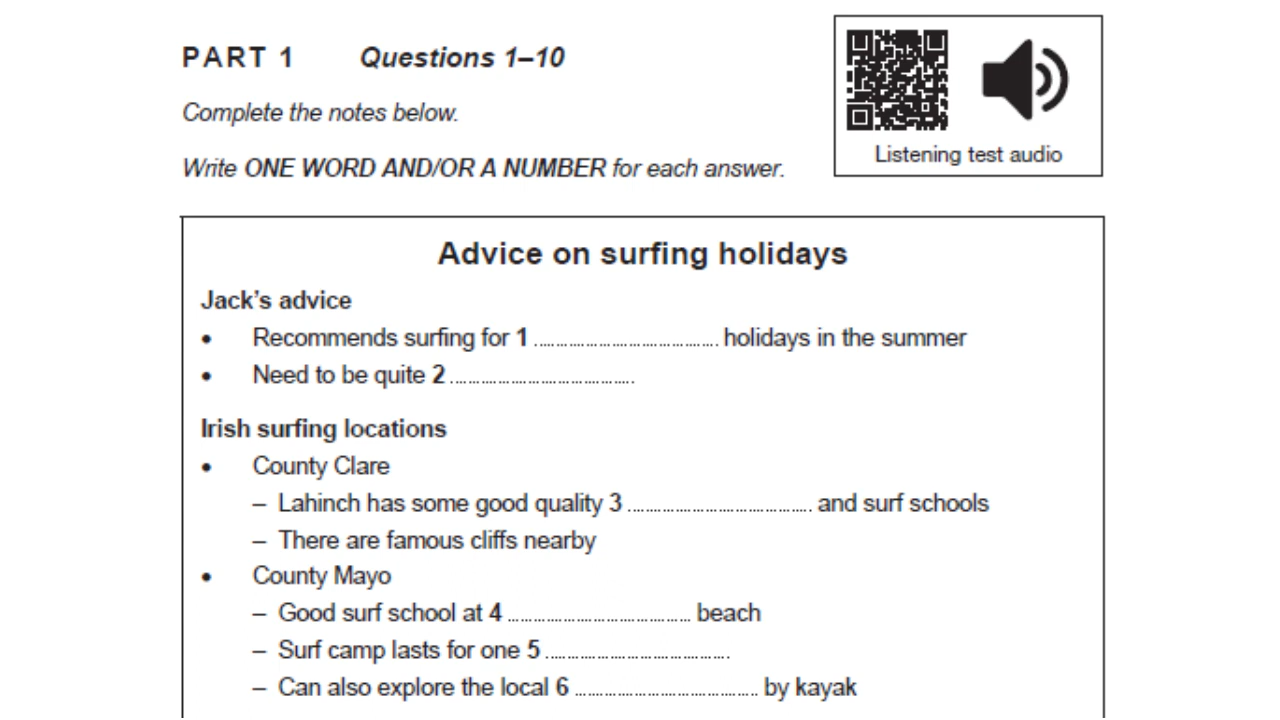 PART 1 Questions 1–10
Complete the notes below.
Write ONE WORD AND/OR A NUMBER for each answer.
Listening test audio
Advice on surfing holidays
Jack’s advice
• Recommends surfing for 1 .................................... holidays in the summer
• Need to be quite 2 ....................................
Irish surfing locations
• County Clare
– Lahinch has some good quality 3 .................................... and surf schools
– There are famous cliffs nearby
• County Mayo
– Good surf school at 4 .................................... beach
– Surf camp lasts for one 5 ....................................
– Can also explore the local 6 .................................... by kayak